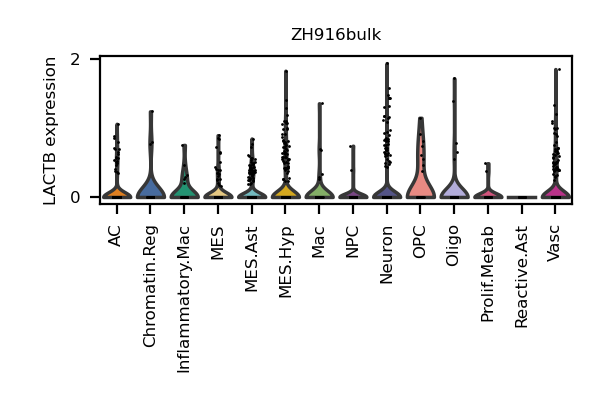 ZH916bulk
LACTB expression
2
0
AC
Chromatin.Reg
Inflammatory.Mac
MES
MES.Ast
MES.Hyp
Mac
NPC
Neuron
OPC
Oligo
Prolif.Metab
Reactive.Ast
Vasc